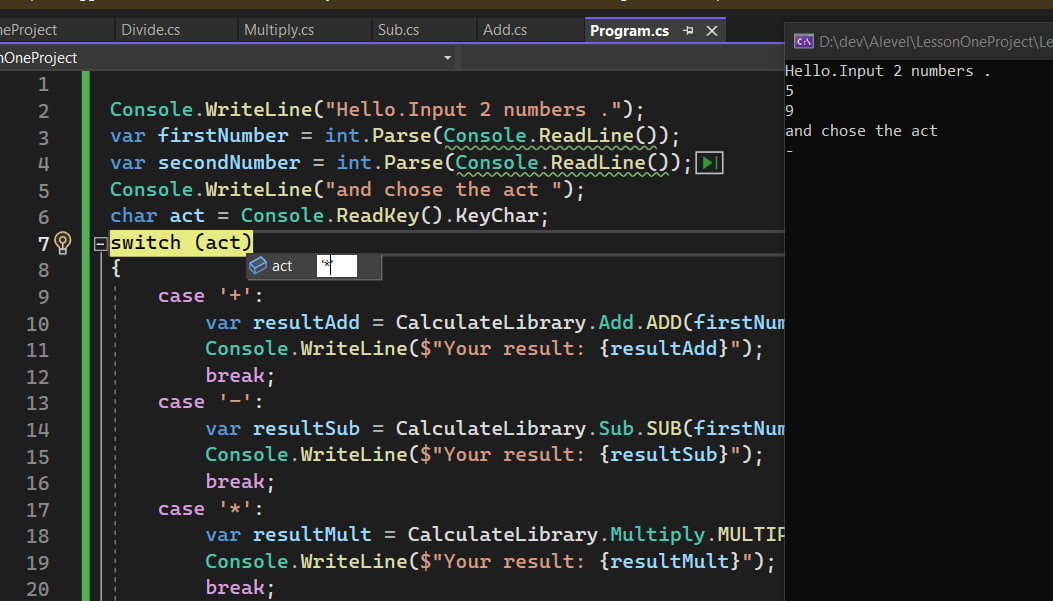 neProject Divide.cs Multiply.cs Sub.cs Add.cs Program.cs
nOneProject
1
2 Console.WriteLine("Hello.Input 2 numbers .");
3 var firstNumber = int.Parse(Console.ReadLine());
4 var secondNumber = int.Parse(Console.ReadLine());
5 Console.WriteLine("and chose the act ");
6 char act = Console.ReadKey().KeyChar;
7 switch (act)
act '*'
8 {
9 case '+':
10 var resultAdd = CalculateLibrary.Add.ADD(firstNum
11 Console.WriteLine($"Your result: {resultAdd}");
12 break;
13 case '-':
14 var resultSub = CalculateLibrary.Sub.SUB(firstNum
15 Console.WriteLine($"Your result: {resultSub}");
16 break;
17 case '*':
18 var resultMult = CalculateLibrary.Multiply.MULTIP
19 Console.WriteLine($"Your result: {resultMult}");
20 break;
C:\ D:\dev\Alevel\LessonOneProject\Le
Hello.Input 2 numbers .
5
9
and chose the act
-